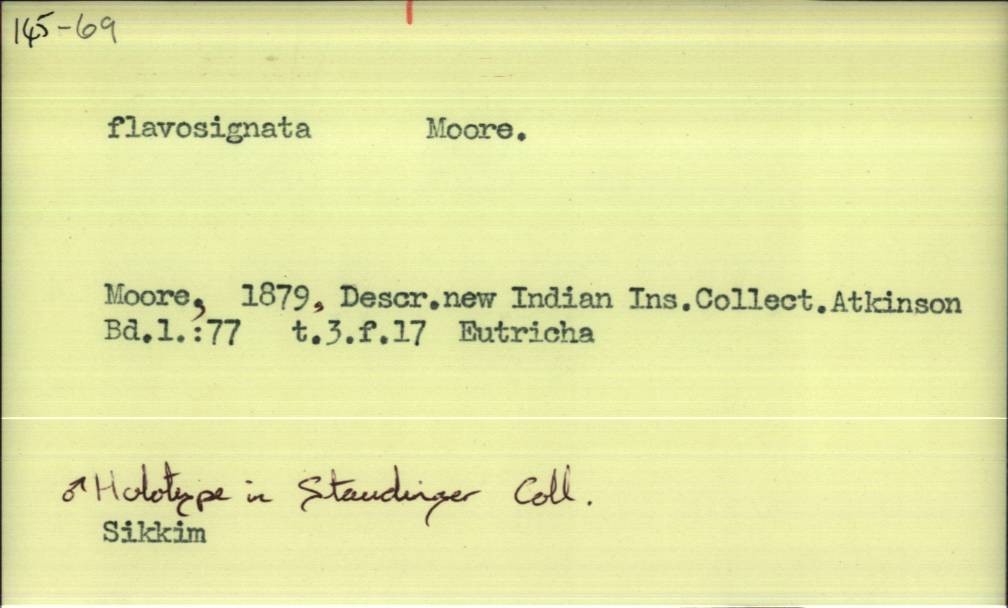 145-69
flavosignata Moore.
Moore, 1879, Descr.new Indian Ins.Collect.Atkinson
Bd.1.:77 t.3.f.17 Eutricha
♂ Holotype in Staudinger Coll.
Sikkim